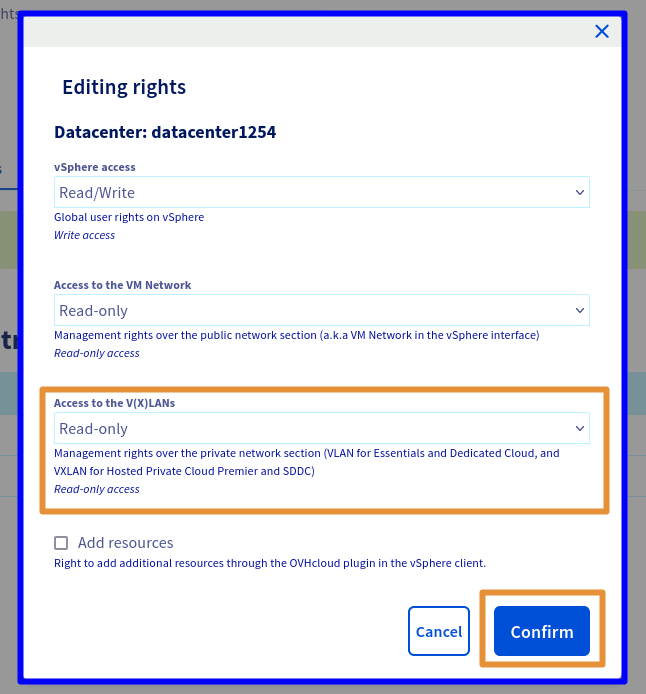 Editing rights
Datacenter: datacenter1254
vSphere access
Read/Write
Global user rights on vSphere
Write access
Access to the VM Network
Read-only
Management rights over the public network section (a.k.a VM Network in the vSphere interface)
Read-only access
Access to the V(X)LANs
Read-only
Management rights over the private network section (VLAN for Essentials and Dedicated Cloud, and
VXLAN for Hosted Private Cloud Premier and SDDC)
Read-only access
Add resources
Right to add additional resources through the OVHcloud plugin in the vSphere client.
Cancel
Confirm